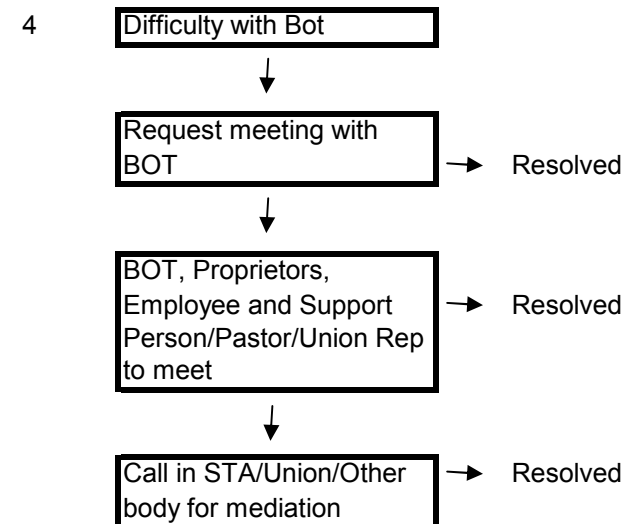 4 Difficulty with Bot
Request meeting with
BOT
Resolved
BOT, Proprietors,
Employee and Support
Person/Pastor/Union Rep
to meet
Resolved
Call in STA/Union/Other
body for mediation
Resolved